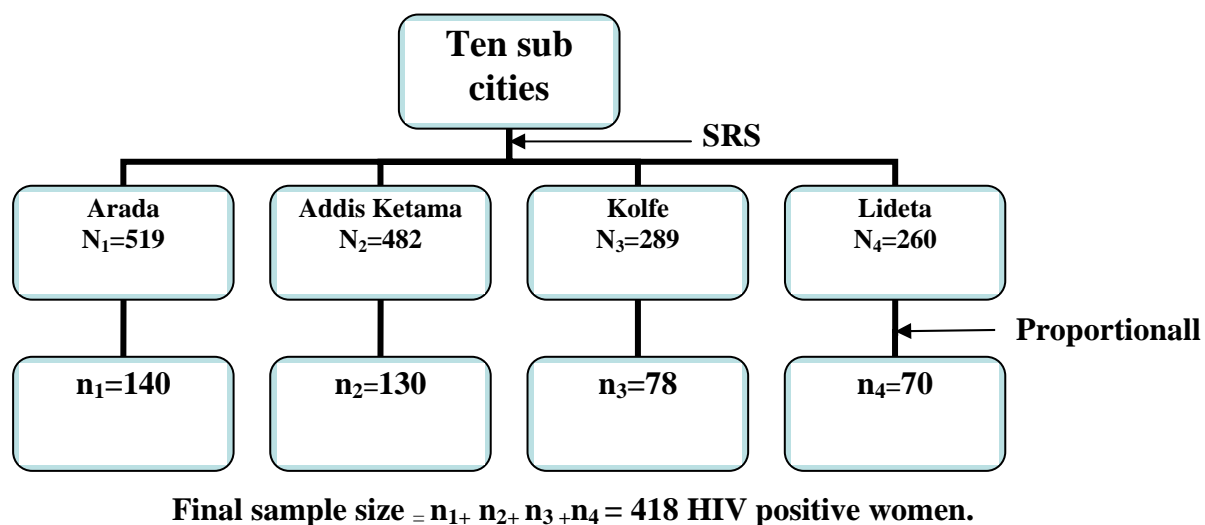 Ten sub
cities
SRS
Arada
N₁=519
Addis Ketama
N₂=482
Kolfe
N₃=289
Lideta
N₄=260
Proportionall
n₁=140
n₂=130
n₃=78
n₄=70
Final sample size = n₁+ n₂+ n₃ +n₄ = 418 HIV positive women.